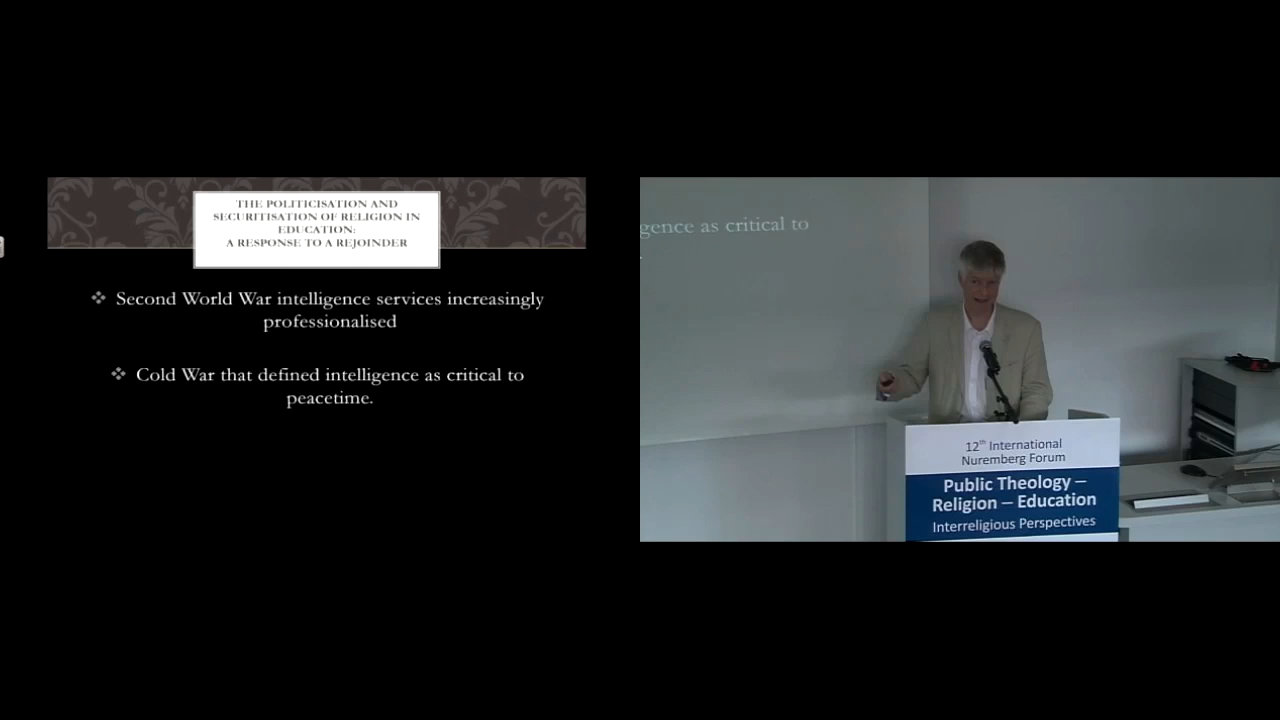 THE POLITICISATION AND
SECURITISATION OF RELIGION IN
EDUCATION:
A RESPONSE TO A REJOINDER
Second World War intelligence services increasingly
professionalised
Cold War that defined intelligence as critical to
peacetime.
gence as critical to
12th International
Nuremberg Forum
Public Theology –
Religion – Education
Interreligious Perspectives